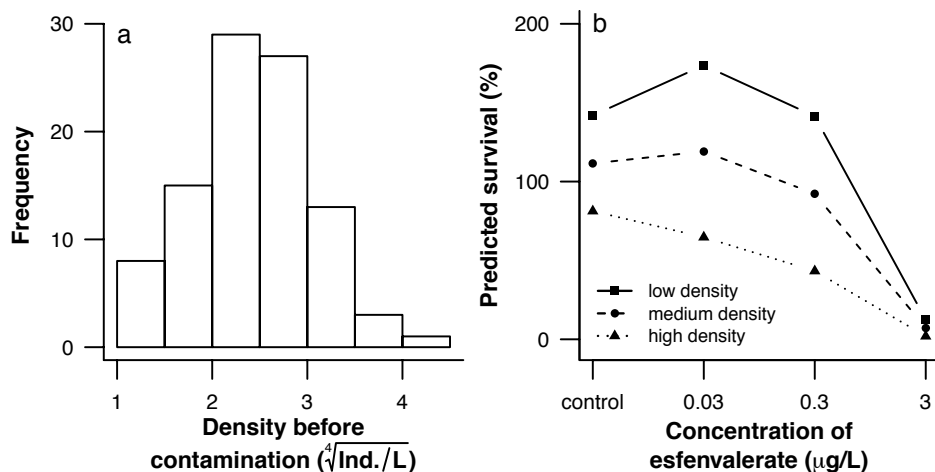 a
30
20
10
0
Frequency
1 2 3 4
Density before
contamination (∜Ind./L)
b
200
100
0
Predicted survival (%)
low density
medium density
high density
control 0.03 0.3 3
Concentration of
esfenvalerate (μg/L)